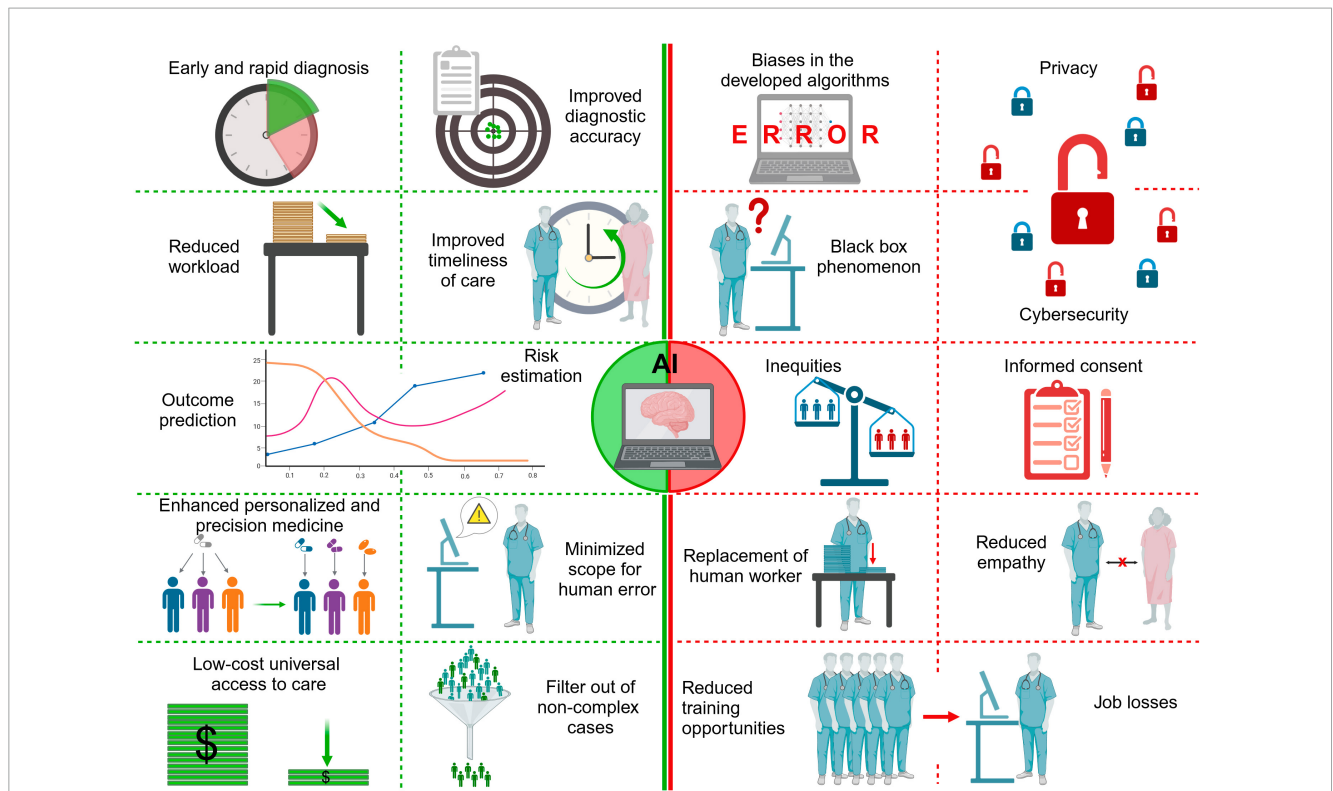 Early and rapid diagnosis
Improved
diagnostic
accuracy
Biases in the
developed algorithms
E R R O R
Privacy
Reduced
workload
Improved
timeliness
of care
Black box
phenomenon
Cybersecurity
Outcome
prediction
25
20
15
10
5
0
0.1
0.2
0.3
0.4
0.5
0.6
0.7
0.8
Risk
estimation
AI
Inequities
Informed consent
Enhanced personalized and
precision medicine
!
Minimized
scope for
human error
Replacement of
human worker
Reduced
empathy
x
Low-cost universal
access to care
$
$
Filter out of
non-complex
cases
Reduced
training
opportunities
Job losses